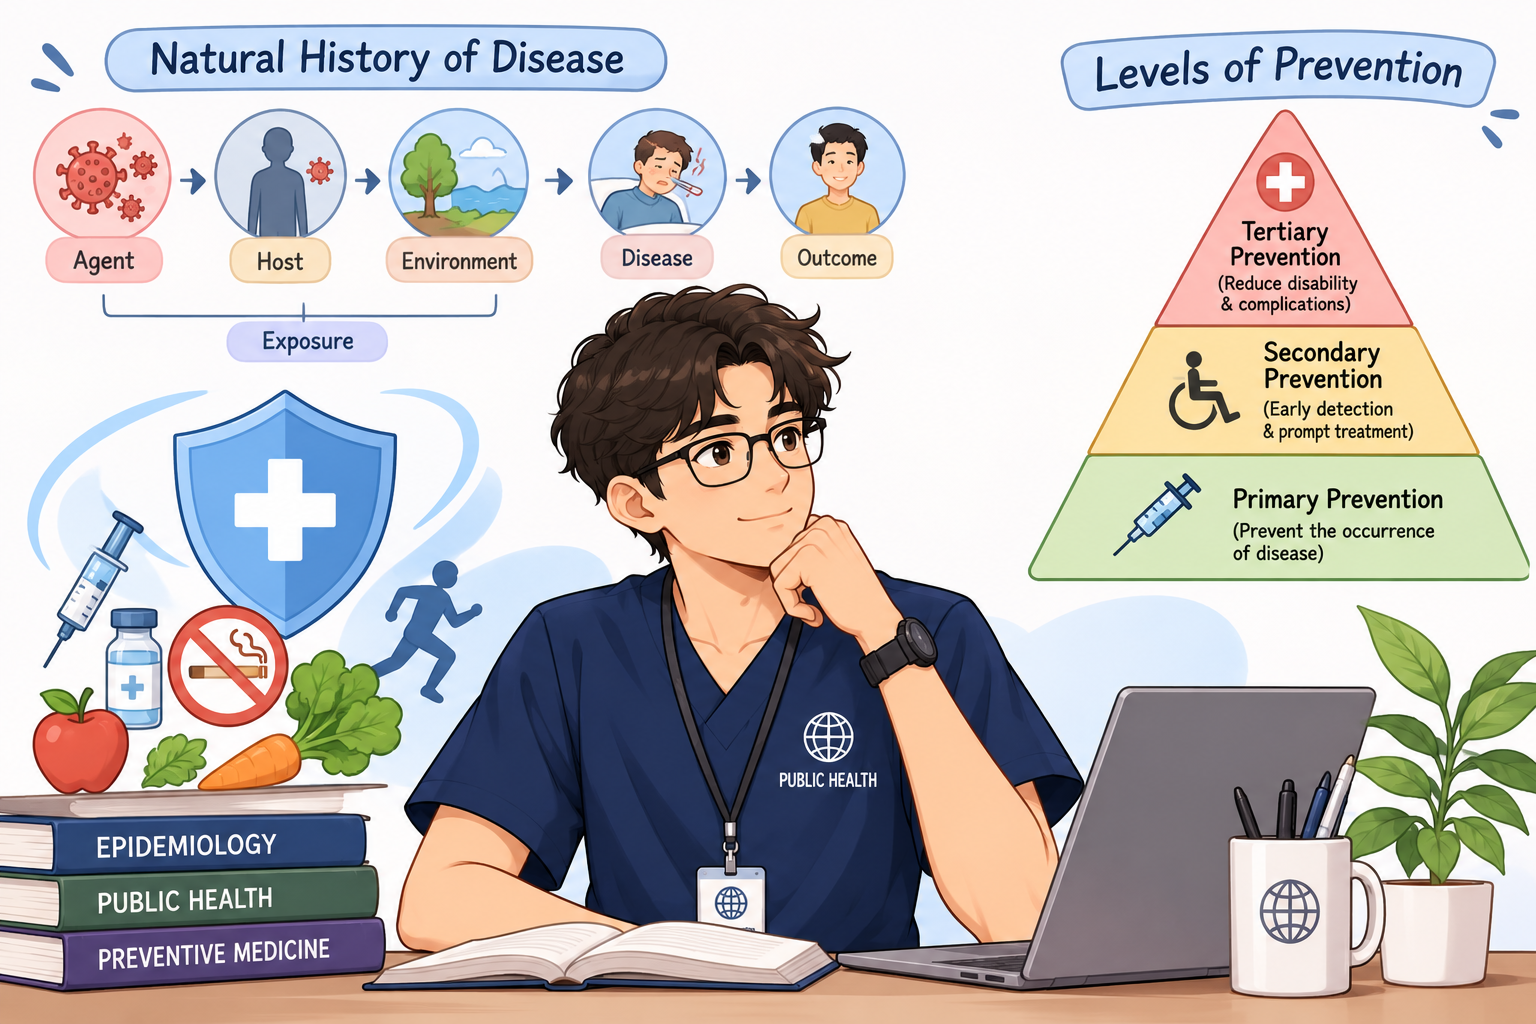 Natural History of Disease
Agent
Host
Environment
Disease
Outcome
Exposure
Levels of Prevention
Tertiary
Prevention
(Reduce disability
& complications)
Secondary
Prevention
(Early detection
& prompt treatment)
Primary Prevention
(Prevent the occurrence
of disease)
PUBLIC HEALTH
EPIDEMIOLOGY
PUBLIC HEALTH
PREVENTIVE MEDICINE